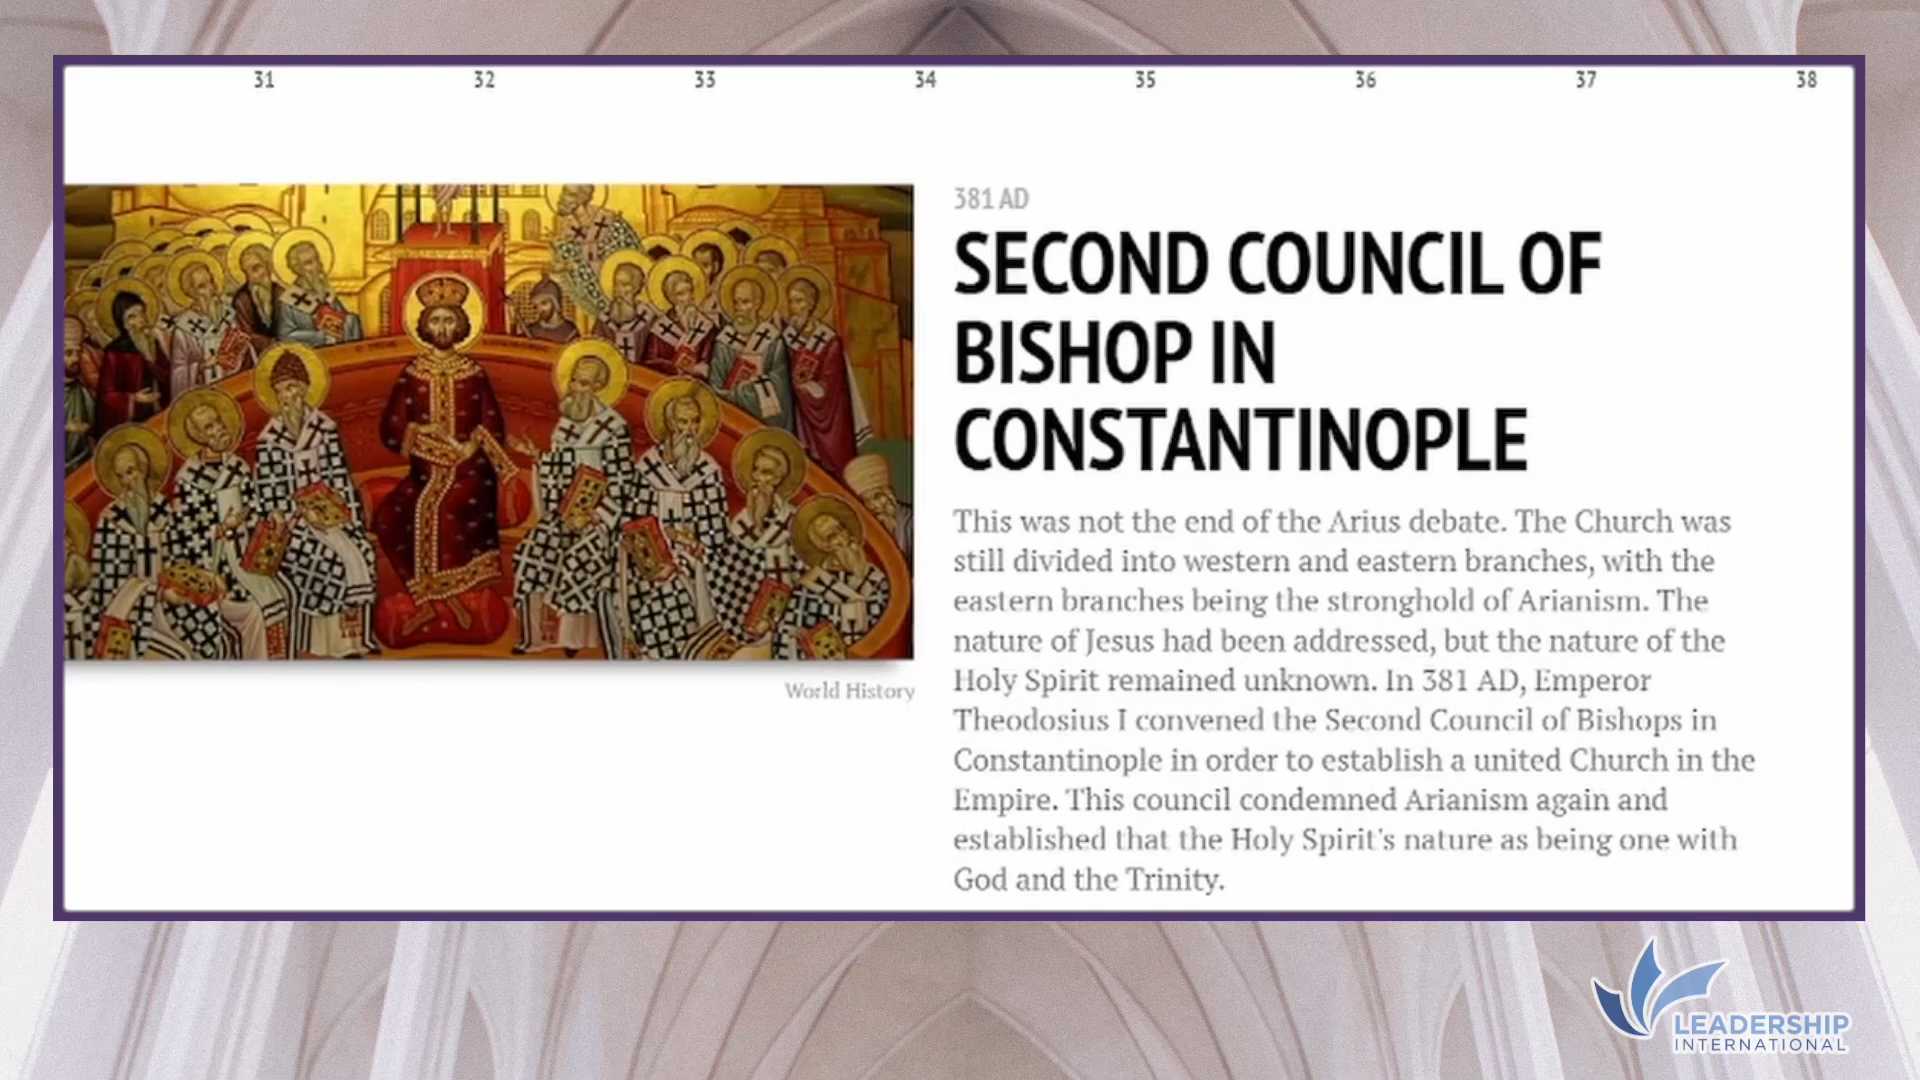 31 32 33 34 35 36 37 38
381 AD
SECOND COUNCIL OF
BISHOP IN
CONSTANTINOPLE
This was not the end of the Arius debate. The Church was
still divided into western and eastern branches, with the
eastern branches being the stronghold of Arianism. The
nature of Jesus had been addressed, but the nature of the
Holy Spirit remained unknown. In 381 AD, Emperor
Theodosius I convened the Second Council of Bishops in
Constantinople in order to establish a united Church in the
Empire. This council condemned Arianism again and
established that the Holy Spirit's nature as being one with
God and the Trinity.
World History
LEADERSHIP
INTERNATIONAL